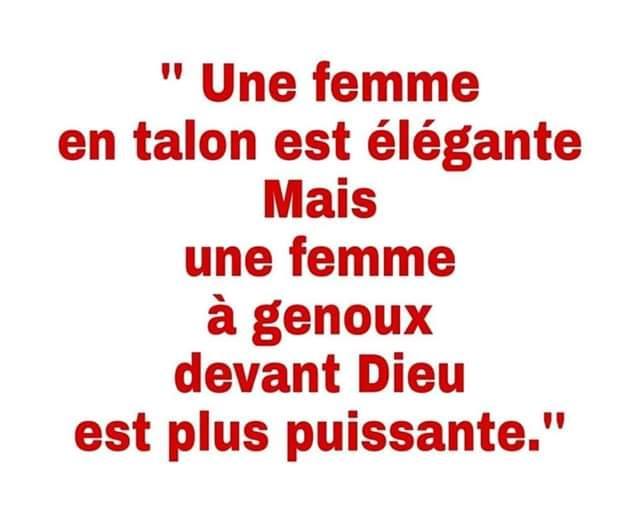 " Une femme
en talon est élégante
Mais
une femme
à genoux
devant Dieu
est plus puissante."